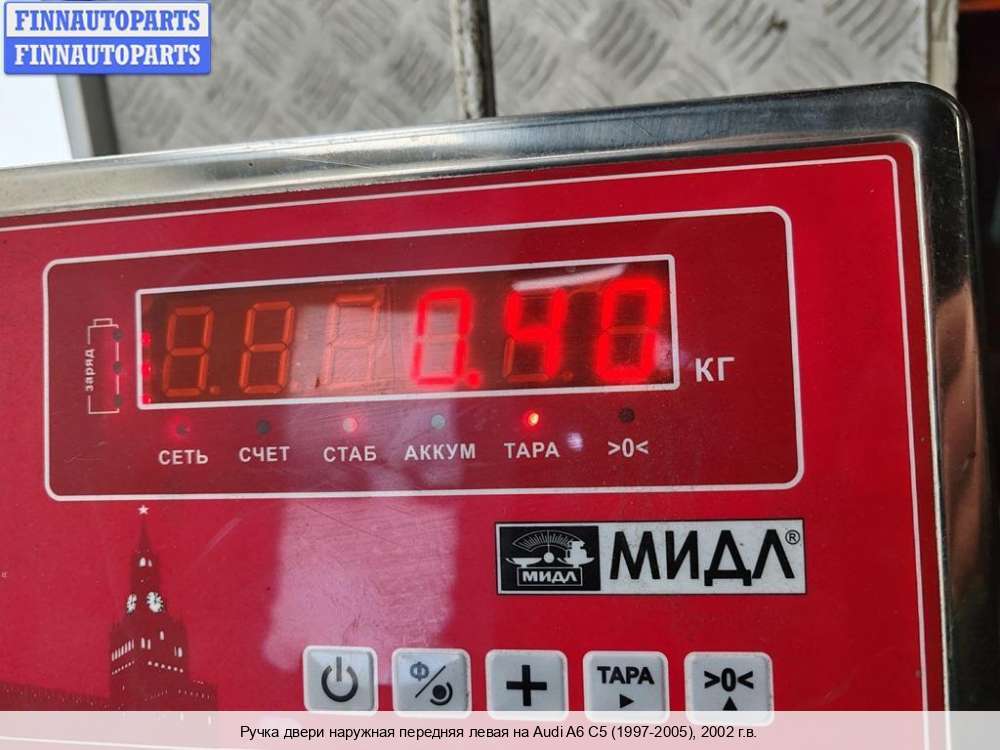 FINNAUTOPARTS
FINNAUTOPARTS
заряд
0.40
КГ
СЕТЬ СЧЕТ СТАБ АККУМ ТАРА >0<
МИДЛ
МИДЛ®
Ф ТАРА >0<
Ручка двери наружная передняя левая на Audi A6 C5 (1997-2005), 2002 г.в.